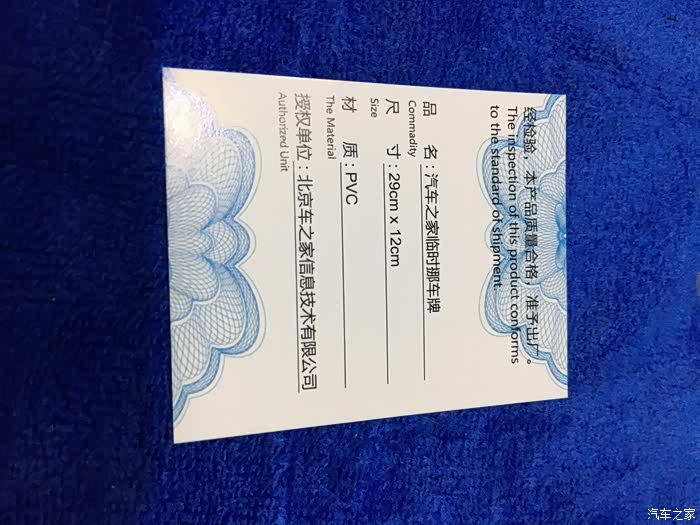 经检验，本产品质量合格，准予出厂。
The inspection of this product conforms
to the standard of shipment.
品 名：汽车之家临时挪车牌
Commadity
尺 寸：29cm x 12cm
Size
材 质：PVC
The Material
授权单位：北京车之家信息技术有限公司
Authorized Unit
汽车之家